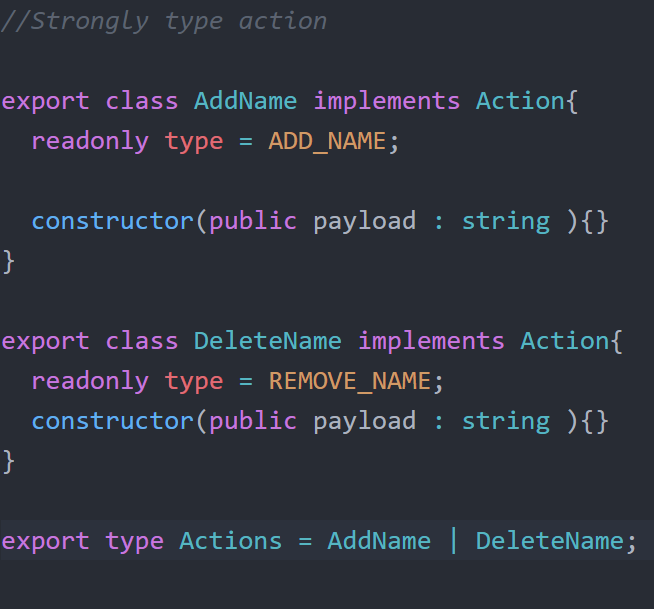 //Strongly type action
export class AddName implements Action{
readonly type = ADD_NAME;
constructor(public payload : string ){}
}
export class DeleteName implements Action{
readonly type = REMOVE_NAME;
constructor(public payload : string ){}
}
export type Actions = AddName | DeleteName;